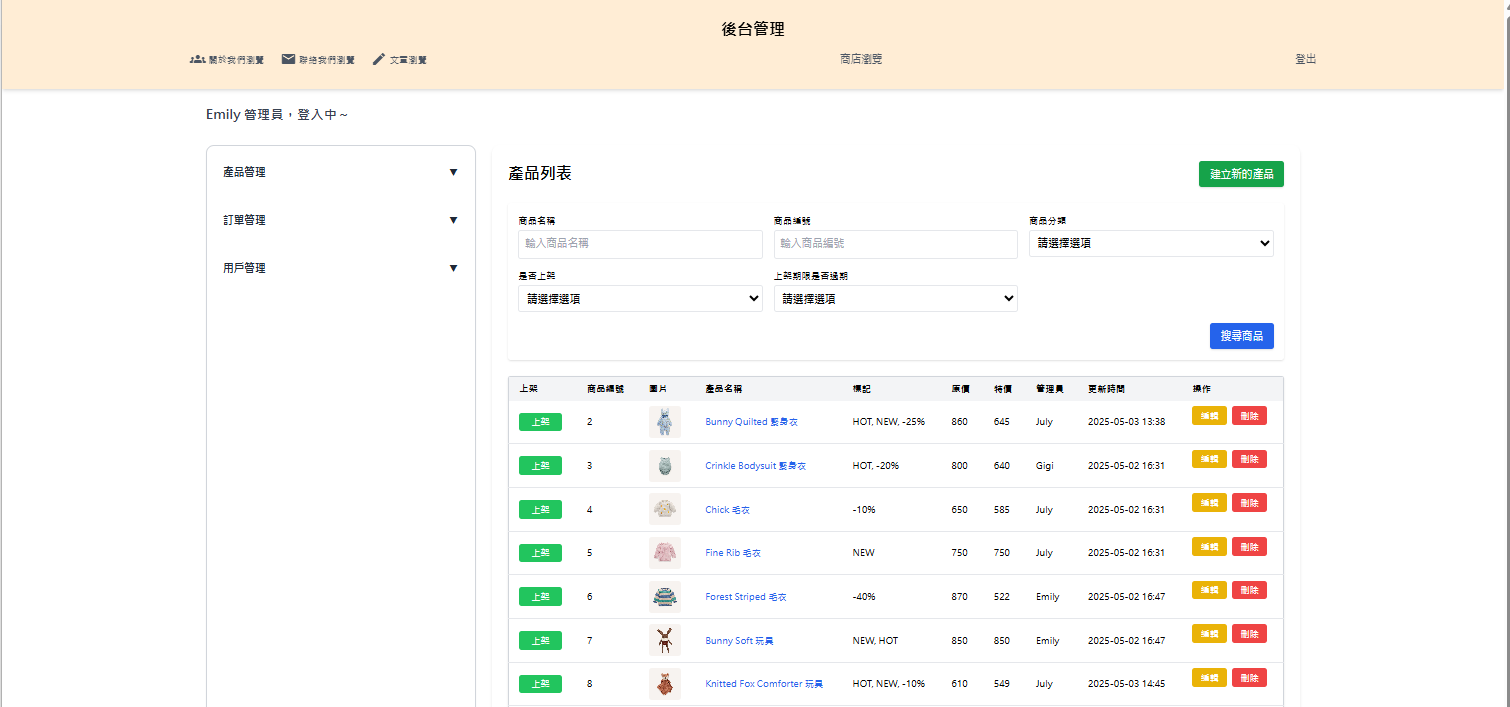 後台管理
關於我們瀏覽 聯絡我們瀏覽 文章瀏覽 商店瀏覽 登出
Emily 管理員，登入中～
產品管理 ▼
訂單管理 ▼
用戶管理 ▼
產品列表 建立新的產品
商品名稱 商品編號 商品分類
輸入商品名稱 輸入商品編號 請選擇選項
是否上架 上架期限是否過期
請選擇選項 請選擇選項
搜尋商品
上架 商品編號 圖片 產品名稱 標記 原價 特價 管理員 更新時間 操作
上架 2 Bunny Quilted 緊身衣 HOT, NEW, -25% 860 645 July 2025-05-03 13:38 編輯 刪除
上架 3 Crinkle Bodysuit 緊身衣 HOT, -20% 800 640 Gigi 2025-05-02 16:31 編輯 刪除
上架 4 Chick 毛衣 -10% 650 585 July 2025-05-02 16:31 編輯 刪除
上架 5 Fine Rib 毛衣 NEW 750 750 July 2025-05-02 16:31 編輯 刪除
上架 6 Forest Striped 毛衣 -40% 870 522 Emily 2025-05-02 16:47 編輯 刪除
上架 7 Bunny Soft 玩具 NEW, HOT 850 850 Emily 2025-05-02 16:47 編輯 刪除
上架 8 Knitted Fox Comforter 玩具 HOT, NEW, -10% 610 549 July 2025-05-03 14:45 編輯 刪除